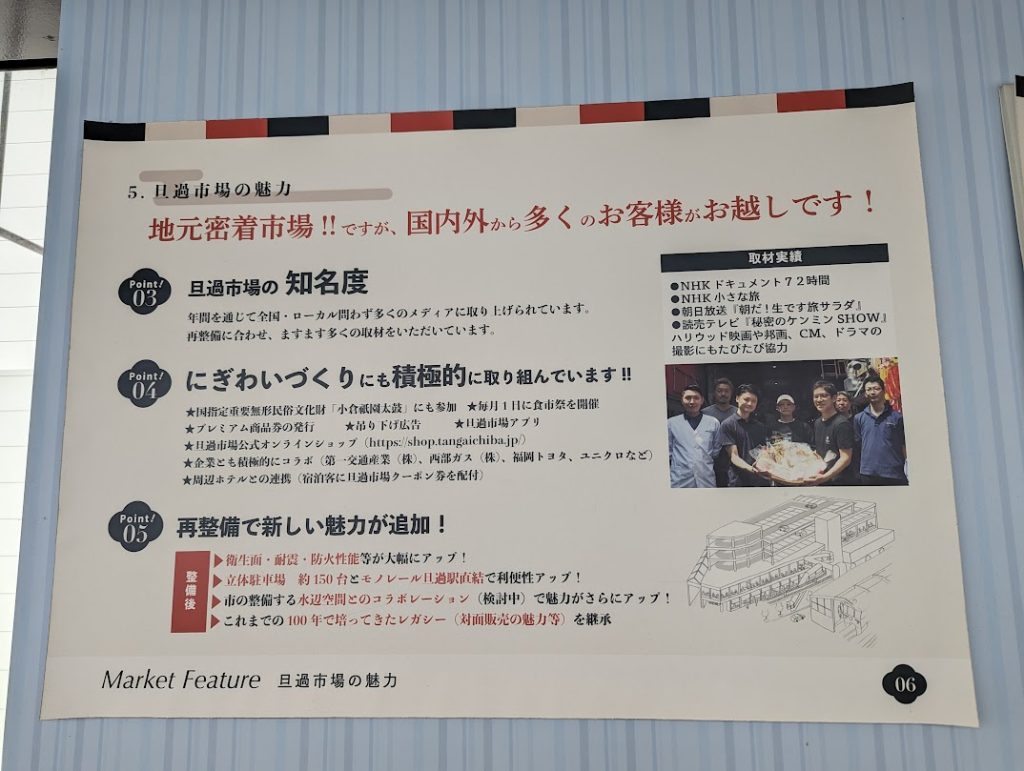 5. 旦過市場の魅力
地元密着市場!!ですが、国内外から多くのお客様がお越しです！
Point! 03
旦過市場の 知名度
年間を通じて全国・ローカル問わず多くのメディアに取り上げられています。
再整備に合わせ、ますます多くの取材をいただいています。
取材実績
●NHK ドキュメント７２時間
●NHK 小さな旅
●朝日放送『朝だ！生です旅サラダ』
●読売テレビ『秘密のケンミン SHOW』
ハリウッド映画や邦画、CM、ドラマの
撮影にもたびたび協力
Point! 04
にぎわいづくりにも積極的に取り組んでいます!!
★国指定重要無形民俗文化財「小倉祇園太鼓」にも参加 ★毎月１日に食市祭を開催
★プレミアム商品券の発行 ★吊り下げ広告 ★旦過市場アプリ
★旦過市場公式オンラインショップ（https://shop.tangaichiba.jp/）
★企業とも積極的にコラボ（第一交通産業（株）、西部ガス（株）、福岡トヨタ、ユニクロなど）
★周辺ホテルとの連携（宿泊客に旦過市場クーポン券を配付）
Point! 05
再整備で新しい魅力が追加！
整備後
▶衛生面・耐震・防火性能等が大幅にアップ！
▶立体駐車場 約150台とモノレール旦過駅直結で利便性アップ！
▶市の整備する水辺空間とのコラボレーション（検討中）で魅力がさらにアップ！
▶これまでの100年で培ってきたレガシー（対面販売の魅力等）を継承
Market Feature 旦過市場の魅力
06